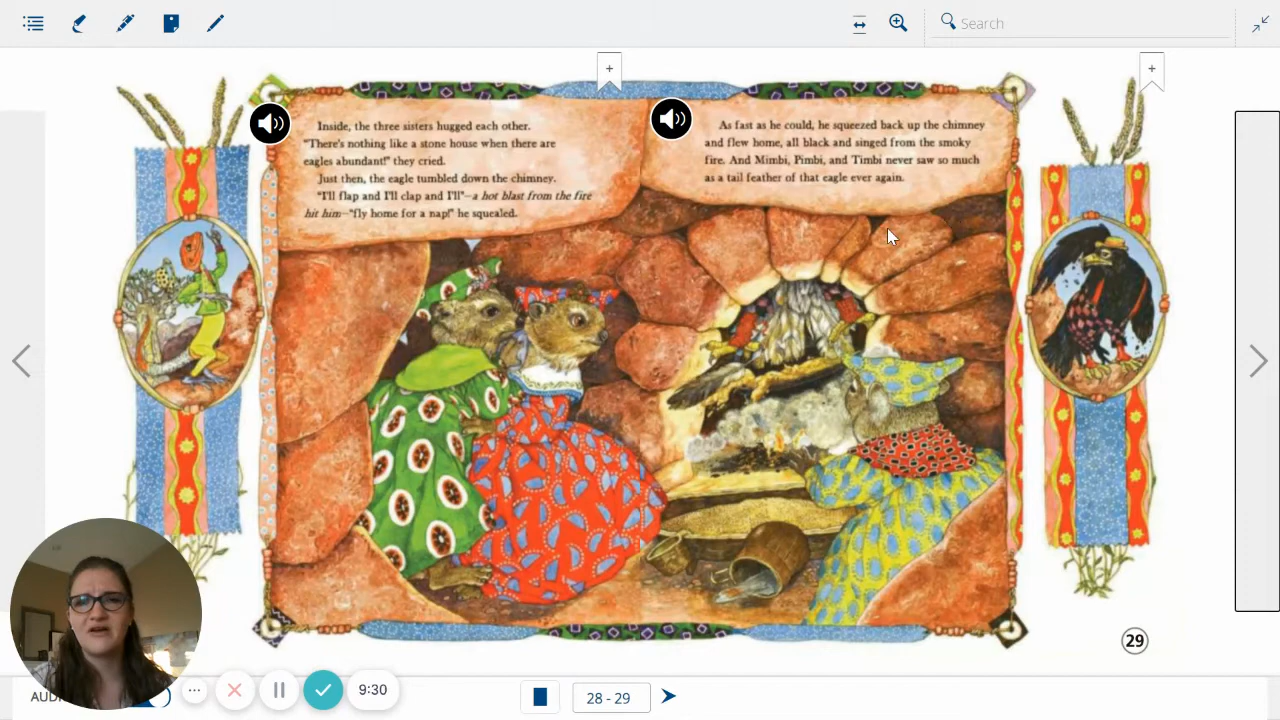 Search
Inside, the three sisters hugged each other.
"There's nothing like a stone house when there are
eagles abundant!" they cried.
Just then, the eagle tumbled down the chimney.
"I'll flap and I'll clap and I'll"—a hot blast from the fire
hit him—"fly home for a nap!" he squealed.
As fast as he could, he squeezed back up the chimney
and flew home, all black and singed from the smoky
fire. And Mimbi, Pimbi, and Timbi never saw so much
as a tail feather of that eagle ever again.
29
9:30
28 - 29